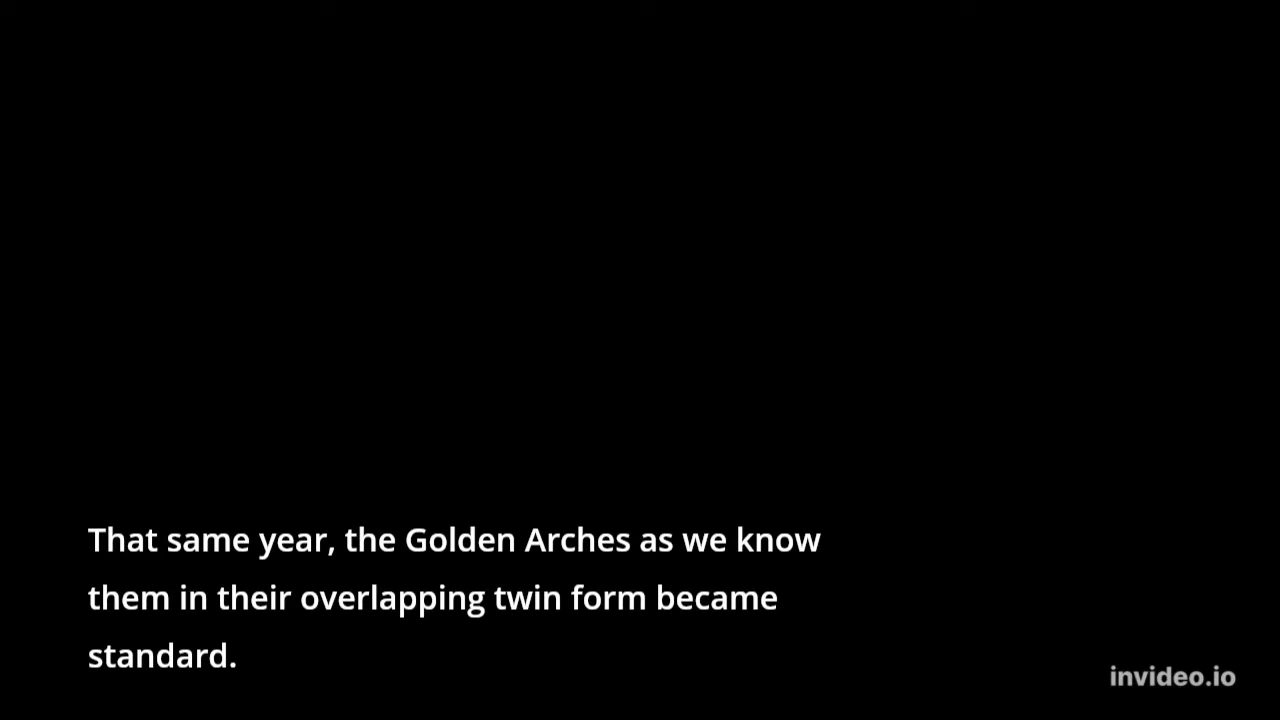 That same year, the Golden Arches as we know
them in their overlapping twin form became
standard.
invideo.io